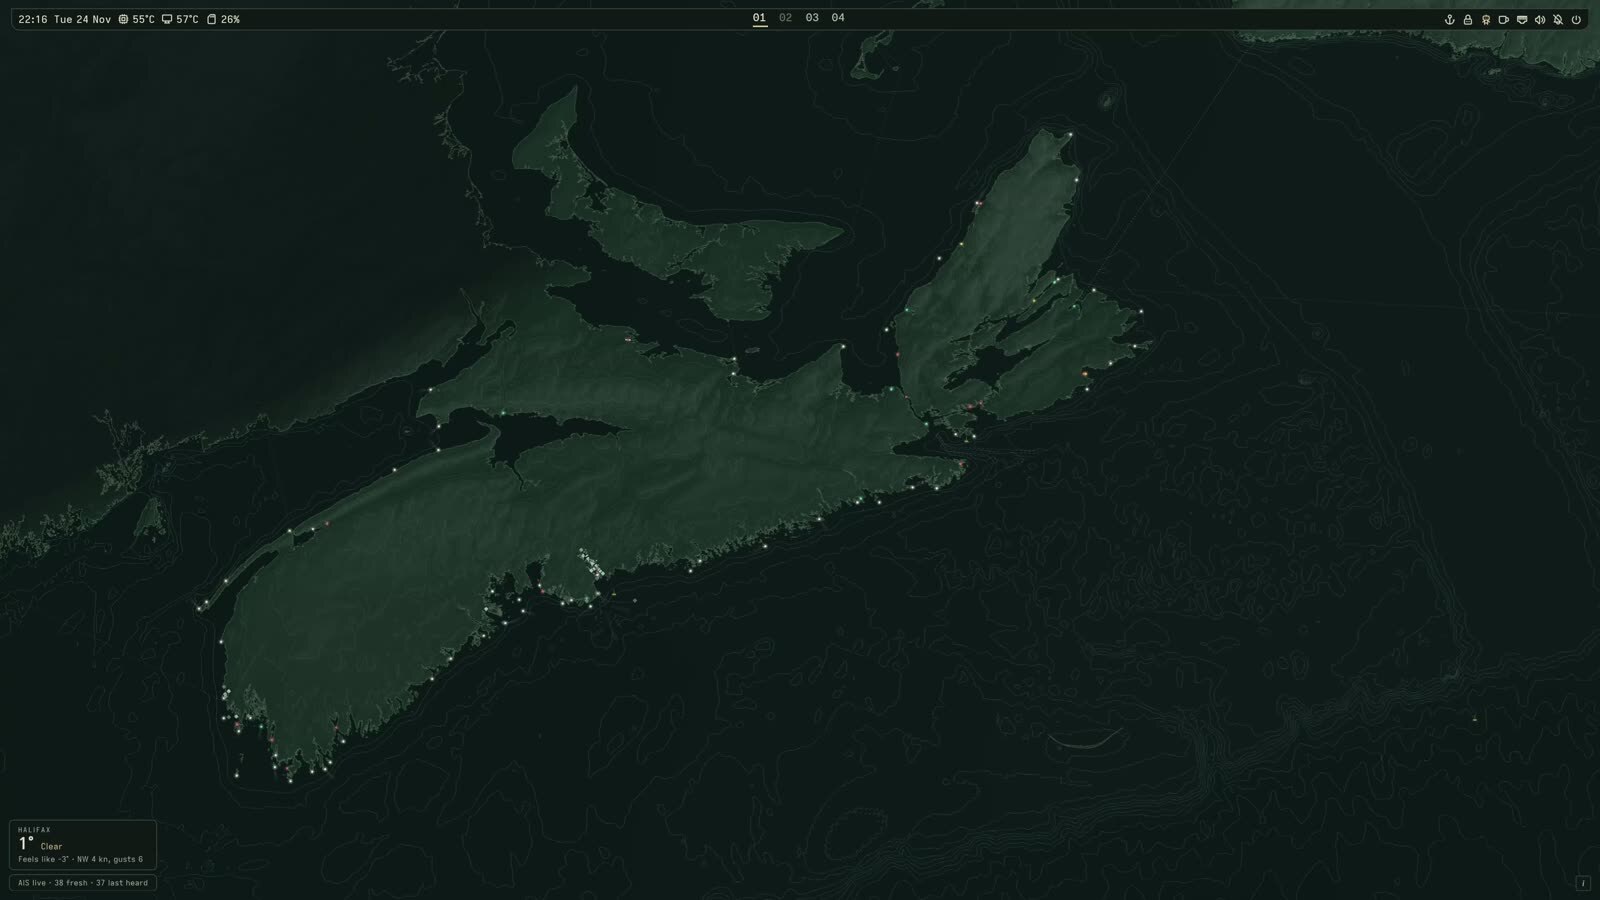 22:16 Tue 24 Nov 55°C 57°C 26%
01 02 03 04
HALIFAX
1° Clear
Feels like -3° · NW 4 kn, gusts 6
AIS live · 38 fresh · 37 last heard
i